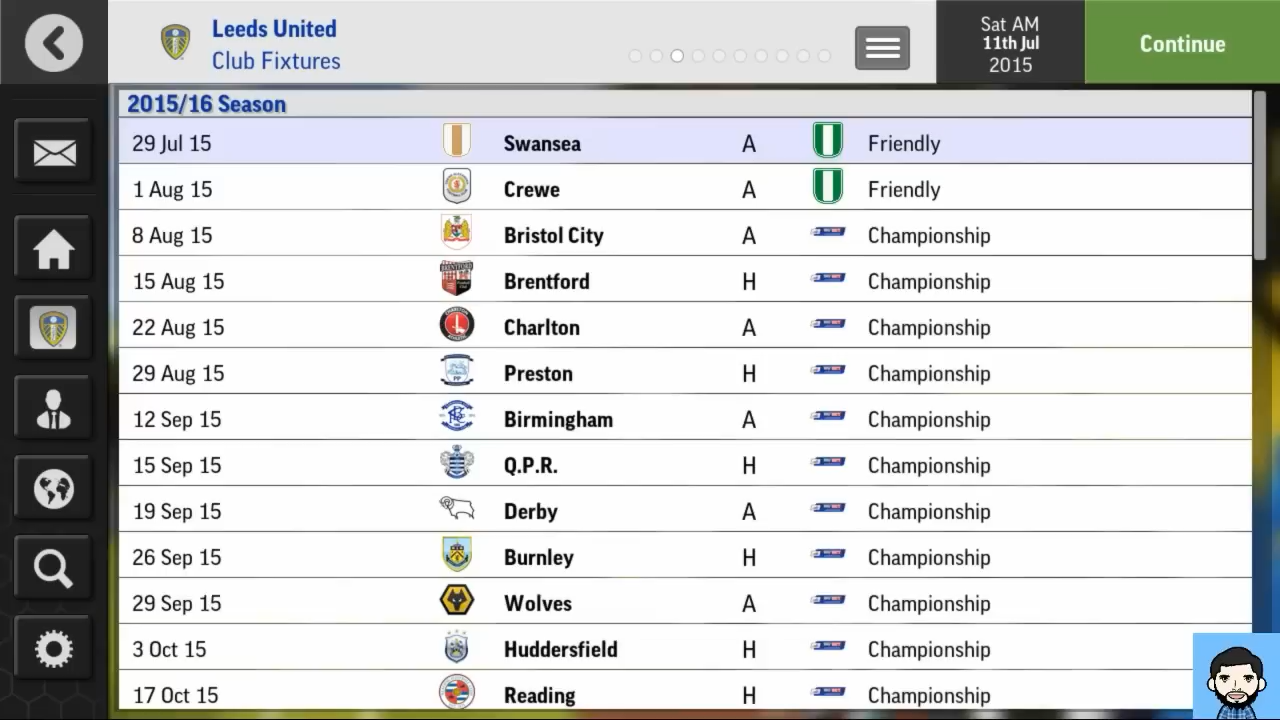 Leeds United
Club Fixtures
Sat AM
11th Jul
2015
Continue
2015/16 Season
29 Jul 15 Swansea A Friendly
1 Aug 15 Crewe A Friendly
8 Aug 15 Bristol City A Championship
15 Aug 15 Brentford H Championship
22 Aug 15 Charlton A Championship
29 Aug 15 Preston H Championship
12 Sep 15 Birmingham A Championship
15 Sep 15 Q.P.R. H Championship
19 Sep 15 Derby A Championship
26 Sep 15 Burnley H Championship
29 Sep 15 Wolves A Championship
3 Oct 15 Huddersfield H Championship
17 Oct 15 Reading H Championship